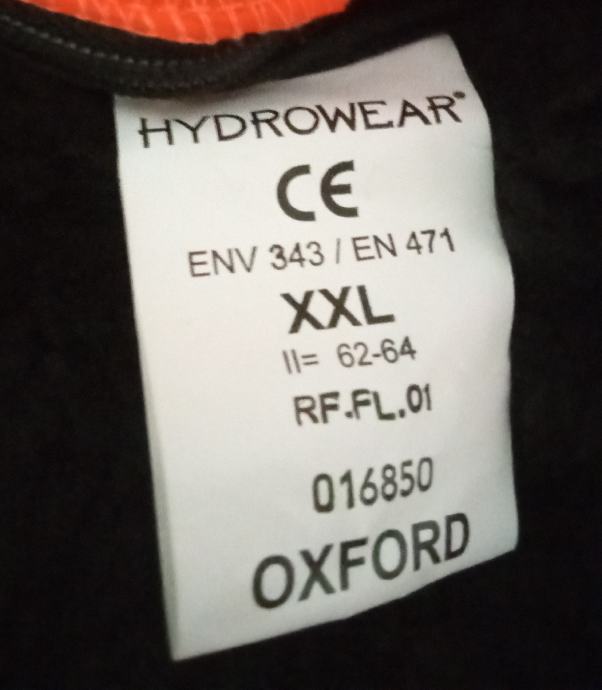 HYDROWEAR®
CE
ENV 343 / EN 471
XXL
II= 62-64
RF.FL.01
016850
OXFORD